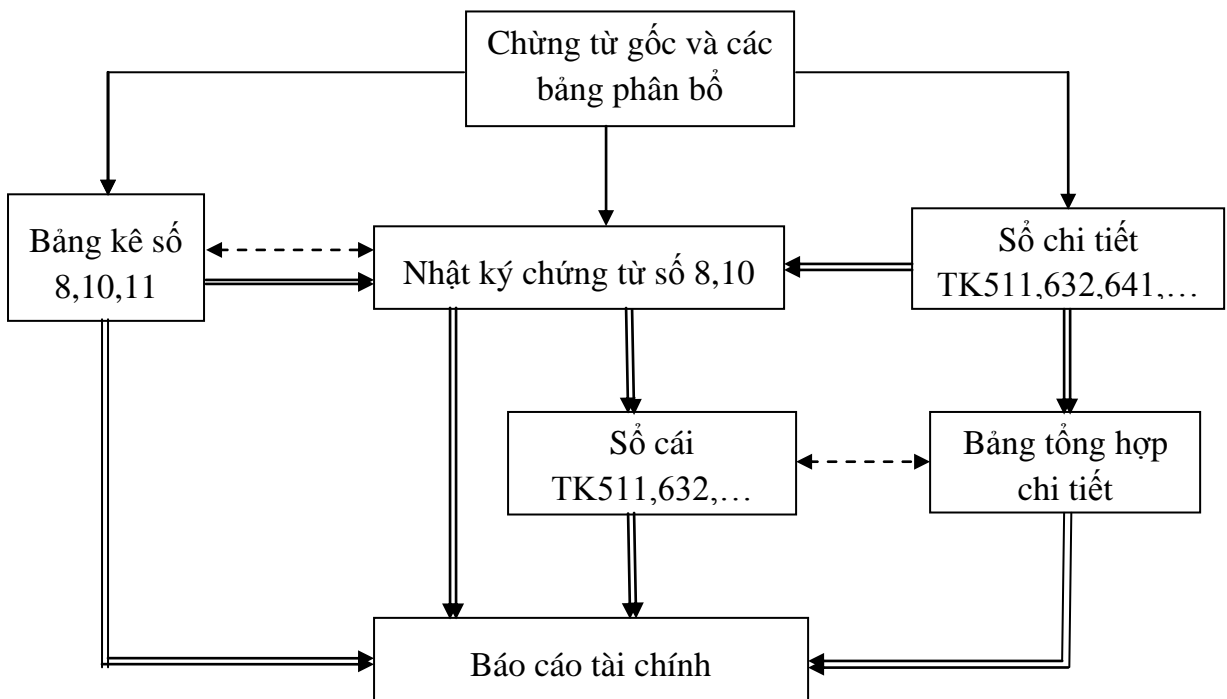 Chừng từ gốc và các
bảng phân bổ
Bảng kê số
8,10,11
Nhật ký chứng từ số 8,10
Sổ chi tiết
TK511,632,641,…
Sổ cái
TK511,632,…
Bảng tổng hợp
chi tiết
Báo cáo tài chính